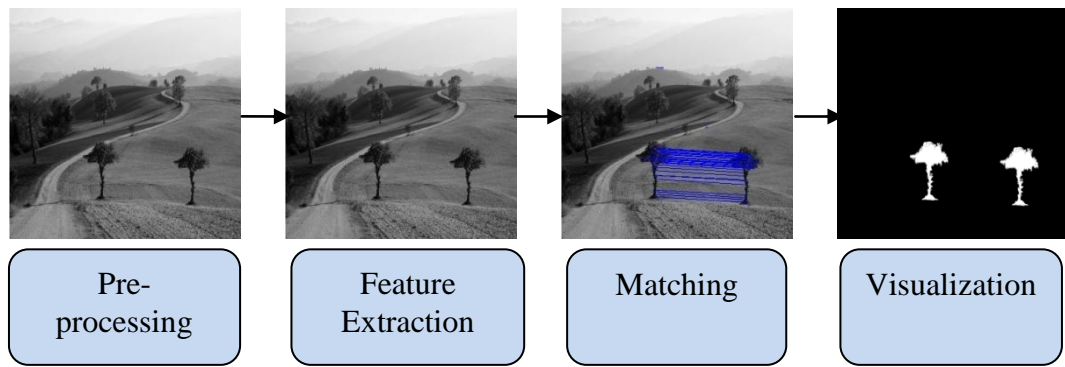 Pre-
processing
Feature
Extraction
Matching
Visualization